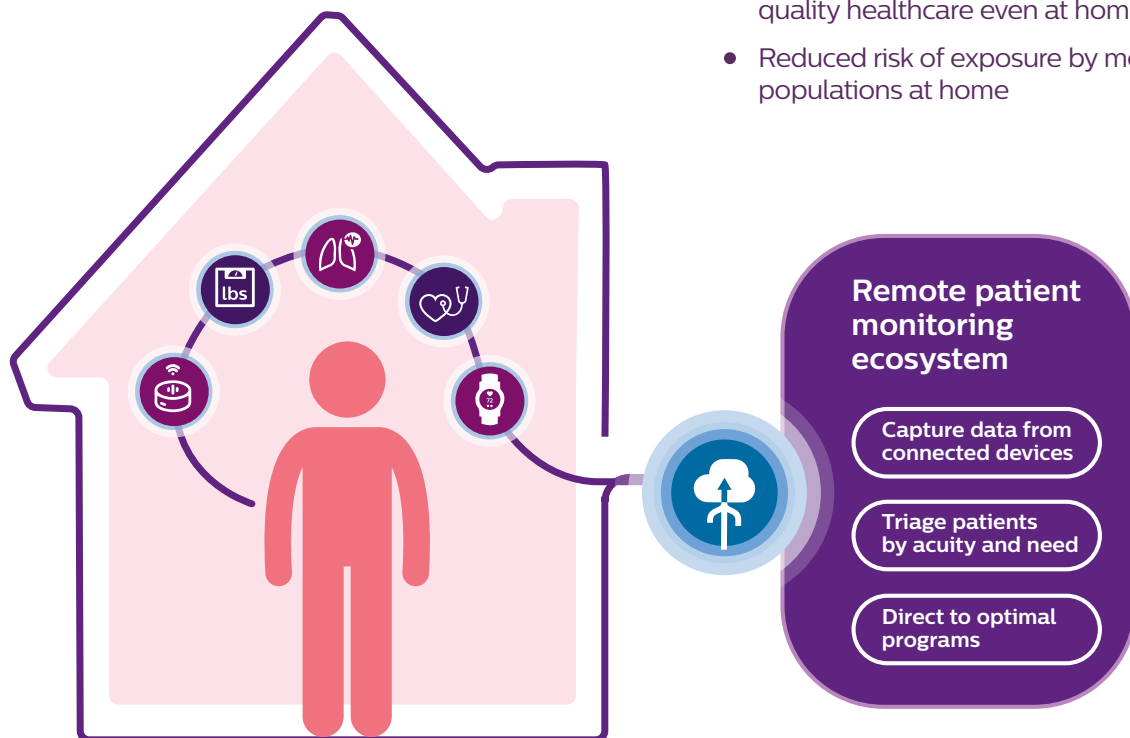 quality healthcare even at hom
• Reduced risk of exposure by m
populations at home
lbs
72
Remote patient
monitoring
ecosystem
Capture data from
connected devices
Triage patients
by acuity and need
Direct to optimal
programs